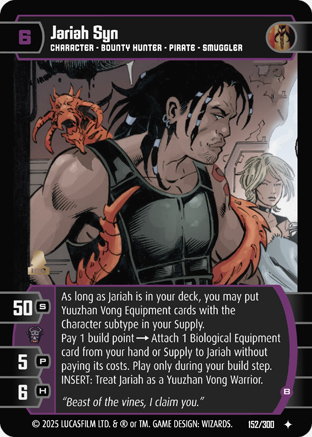 6
Jariah Syn
CHARACTER • BOUNTY HUNTER • PIRATE • SMUGGLER
50 S
5 P
6 H
As long as Jariah is in your deck, you may put
Yuuzhan Vong Equipment cards with the
Character subtype in your Supply.
Pay 1 build point → Attach 1 Biological Equipment
card from your hand or Supply to Jariah without
paying its costs. Play only during your build step.
INSERT: Treat Jariah as a Yuuzhan Vong Warrior.
“Beast of the vines, I claim you.”
B
© 2025 LUCASFILM LTD. & ® or TM. GAME DESIGN: WIZARDS.
152/300